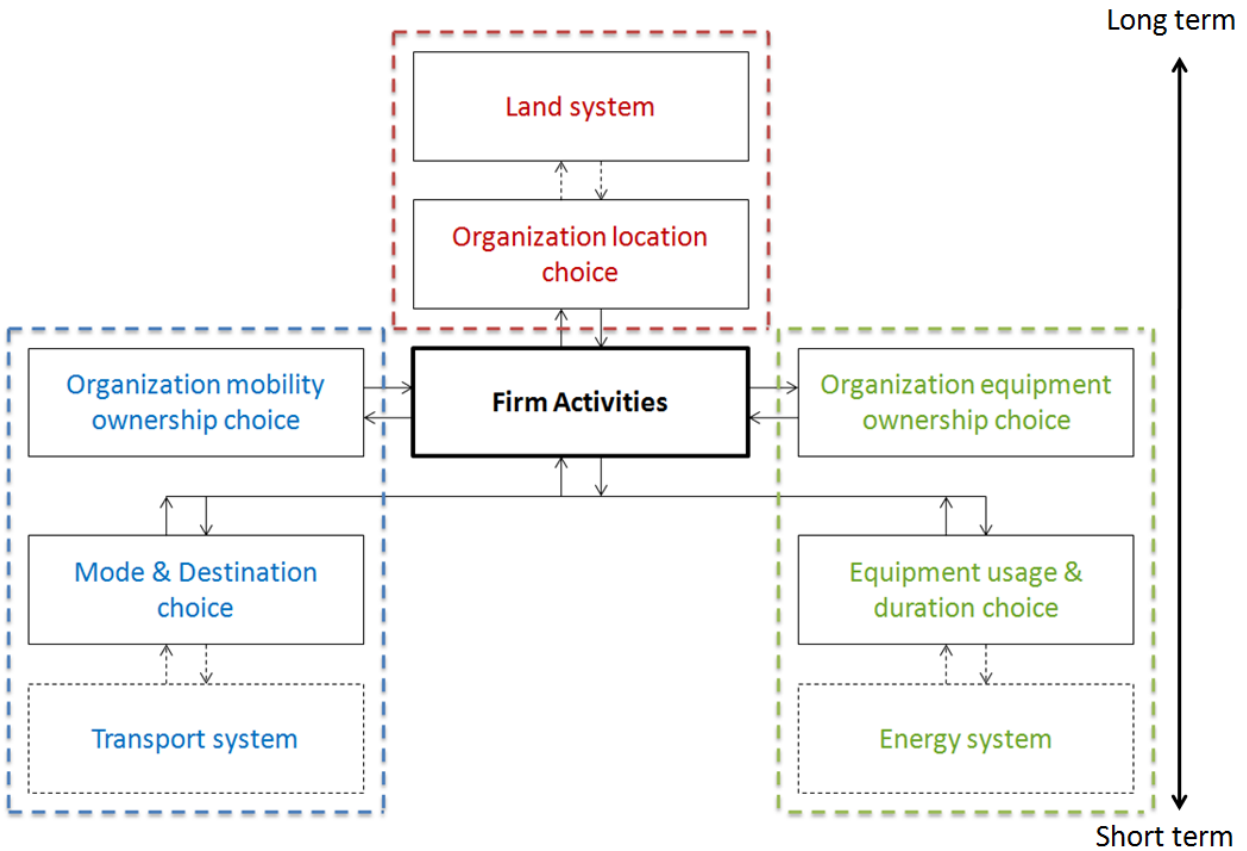 Long term
Land system
Organization location
choice
Organization mobility
ownership choice
Firm Activities
Organization equipment
ownership choice
Mode & Destination
choice
Equipment usage &
duration choice
Transport system
Energy system
Short term